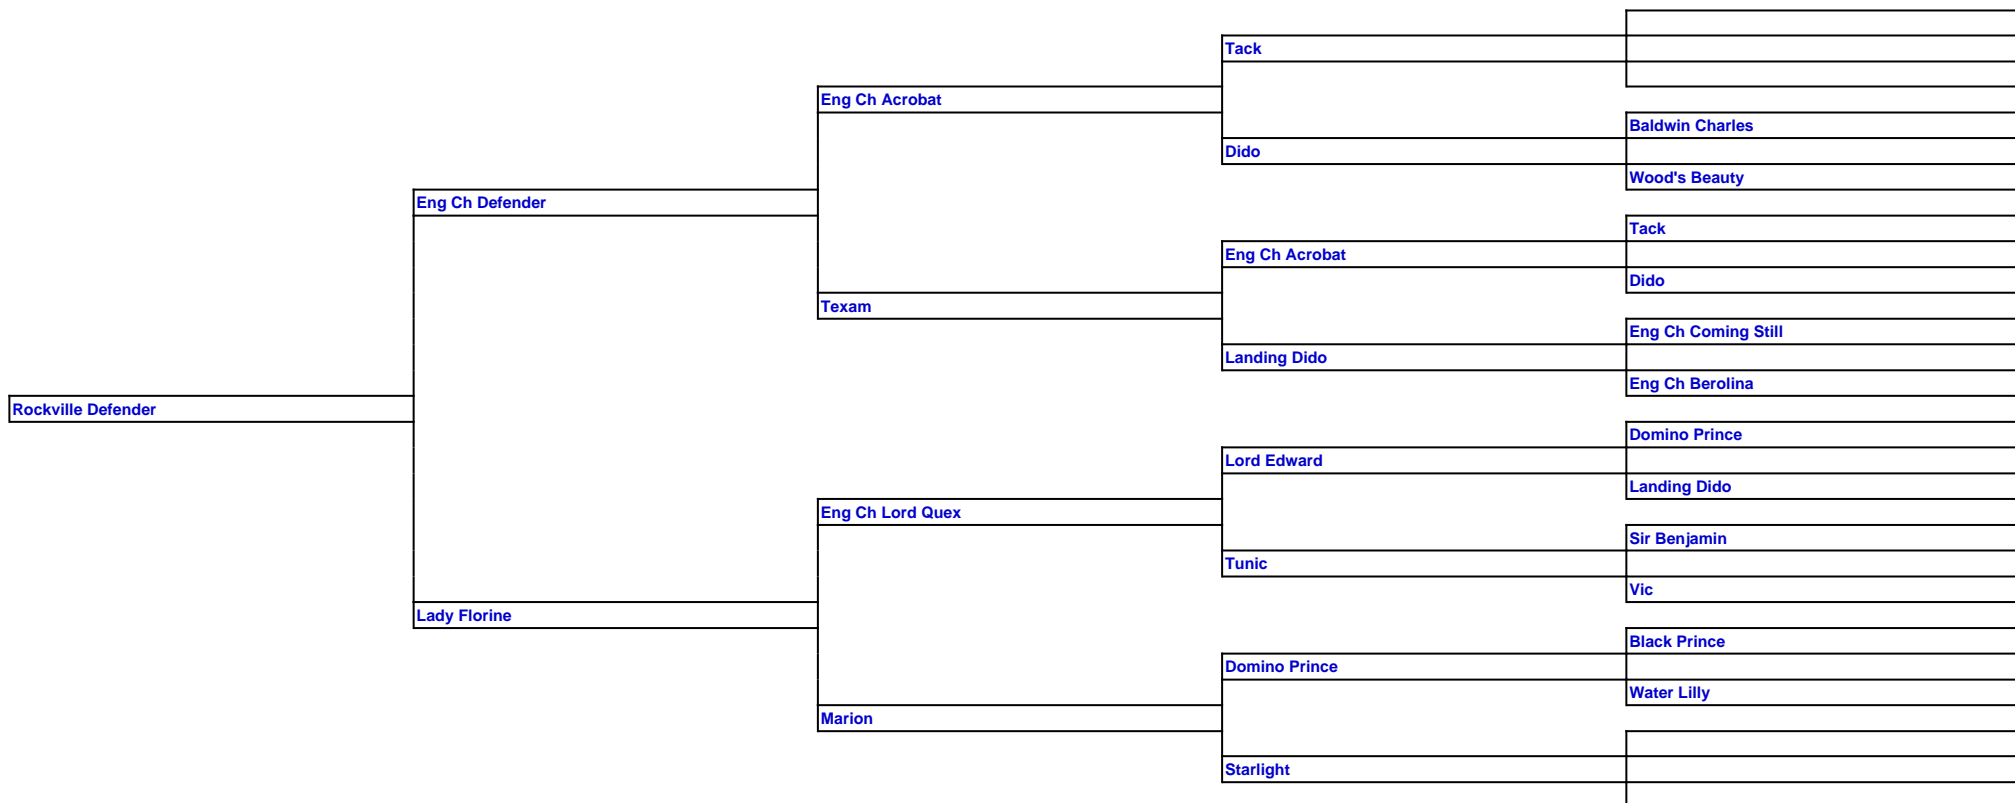 Tack
Eng Ch Acrobat
Baldwin Charles
Dido
Wood's Beauty
Eng Ch Defender
Tack
Eng Ch Acrobat
Dido
Texam
Eng Ch Coming Still
Landing Dido
Eng Ch Berolina
Rockville Defender
Domino Prince
Lord Edward
Landing Dido
Eng Ch Lord Quex
Sir Benjamin
Tunic
Vic
Lady Florine
Black Prince
Domino Prince
Water Lilly
Marion
Starlight